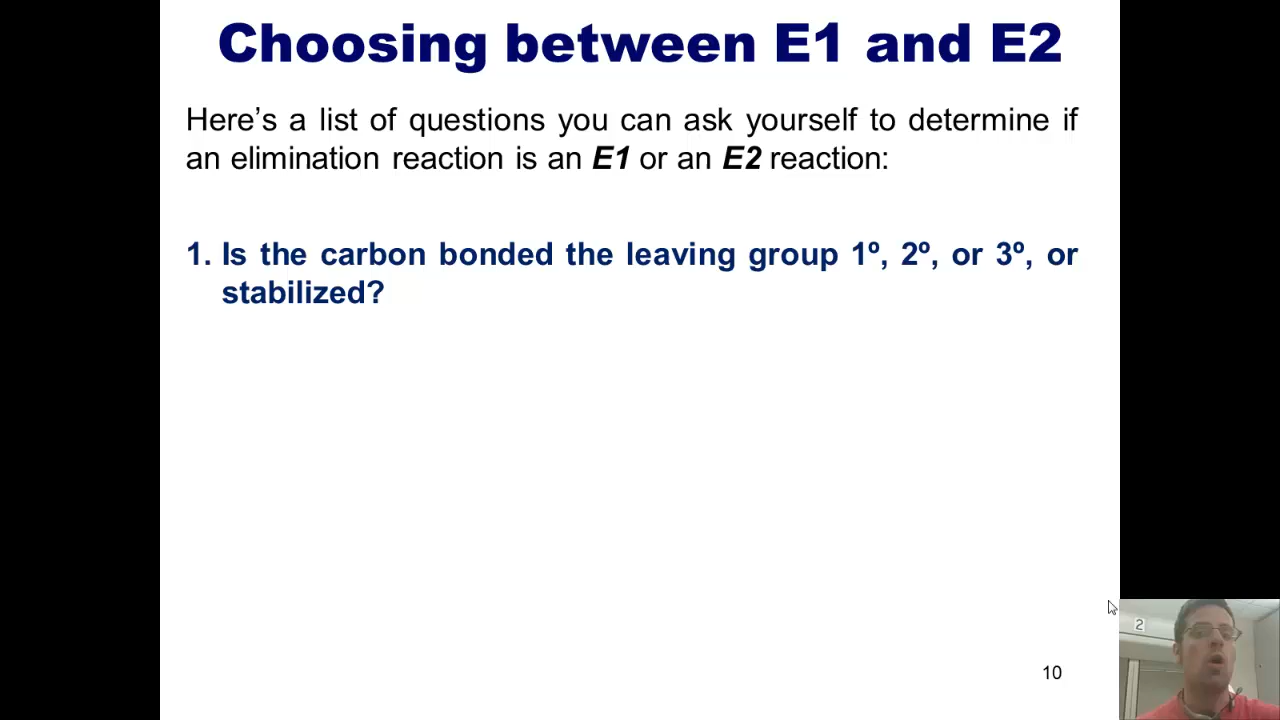 Choosing between E1 and E2
Here’s a list of questions you can ask yourself to determine if
an elimination reaction is an E1 or an E2 reaction:
1. Is the carbon bonded the leaving group 1º, 2º, or 3º, or
stabilized?
2
10